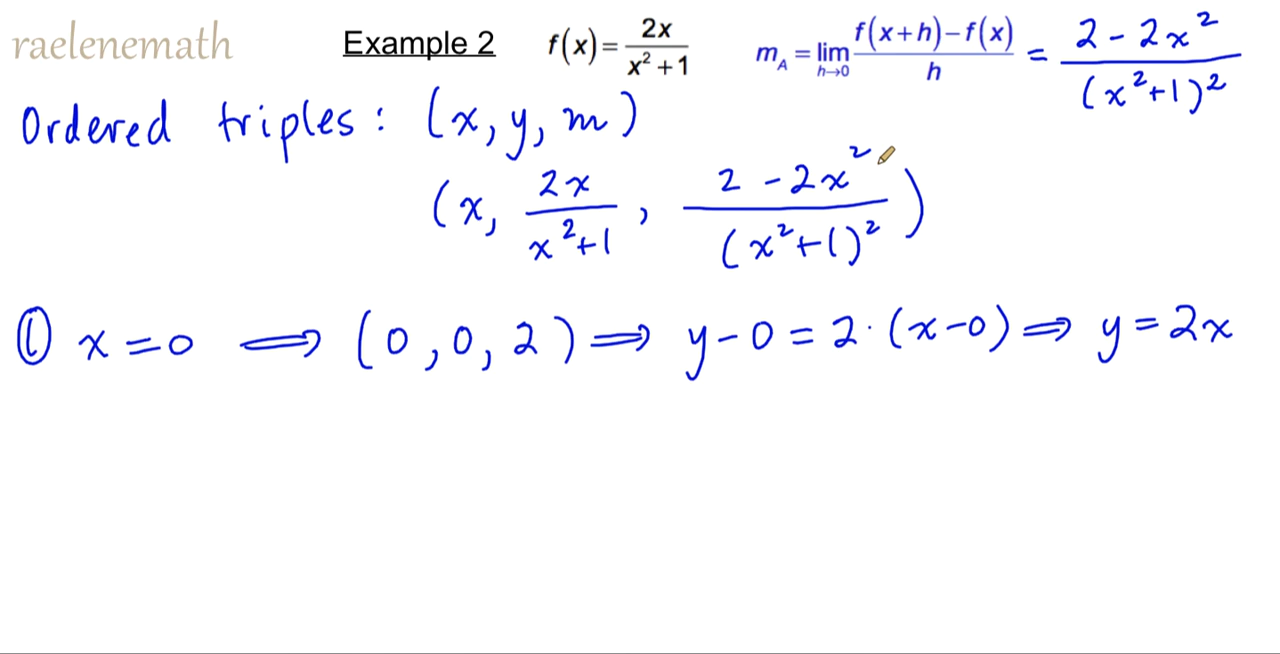 raelenemath
Example 2 f(x) = 2x / (x² + 1) m_A = lim_{h→0} (f(x+h) − f(x)) / h = (2 − 2x²) / (x² + 1)²
Ordered triples: (x, y, m)
(x, 2x / (x² + 1), (2 − 2x²) / (x² + 1)²)
① x = 0 ⟹ (0, 0, 2) ⟹ y − 0 = 2 · (x − 0) ⟹ y = 2x